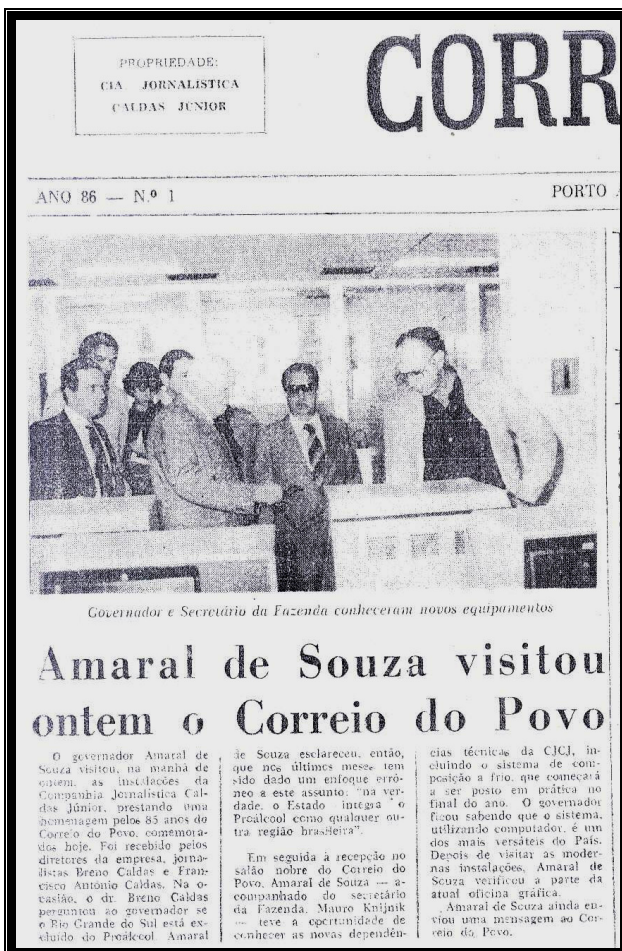 PROPRIEDADE:
CIA. JORNALÍSTICA
CALDAS JÚNIOR
CORR
ANO 86 — N.º 1
PORTO
Governador e Secretário da Fazenda conheceram novos equipamentos
Amaral de Souza visitou
ontem o Correio do Povo
O governador Amaral de
Souza visitou, na manhã de
ontem, as instalações da
Companhia Jornalística Cal-
das Júnior, prestando uma
homenagem pelos 85 anos do
Correio do Povo, comemora-
dos hoje. Foi recebido pelos
diretores da empresa, jorna-
listas Breno Caldas e Fran-
cisco Antônio Caldas. Na o-
casião, o dr. Breno Caldas
perguntou ao governador se
o Rio Grande do Sul está ex-
cluído do Proálcool. Amaral
de Souza esclareceu, então,
que nos últimos meses tem
sido dado um enfoque errô-
neo a este assunto: "na ver-
dade, o Estado integra o
Proálcool como qualquer ou-
tra região brasileira".
Em seguida à recepção no
salão nobre do Correio do
Povo, Amaral de Souza — a-
companhado do secretário
da Fazenda, Mauro Knijnik
— teve a oportunidade de
conhecer as novas dependên-
cias técnicas da CJCJ, in-
cluindo o sistema de com-
posição a frio, que começará
a ser posto em prática no
final do ano. O governador
ficou sabendo que o sistema,
utilizando computador, é um
dos mais versáteis do País.
Depois de visitar as moder-
nas instalações, Amaral de
Souza verificou a parte da
atual oficina gráfica.
Amaral de Souza ainda en-
viou uma mensagem ao Cor-
reio do Povo.